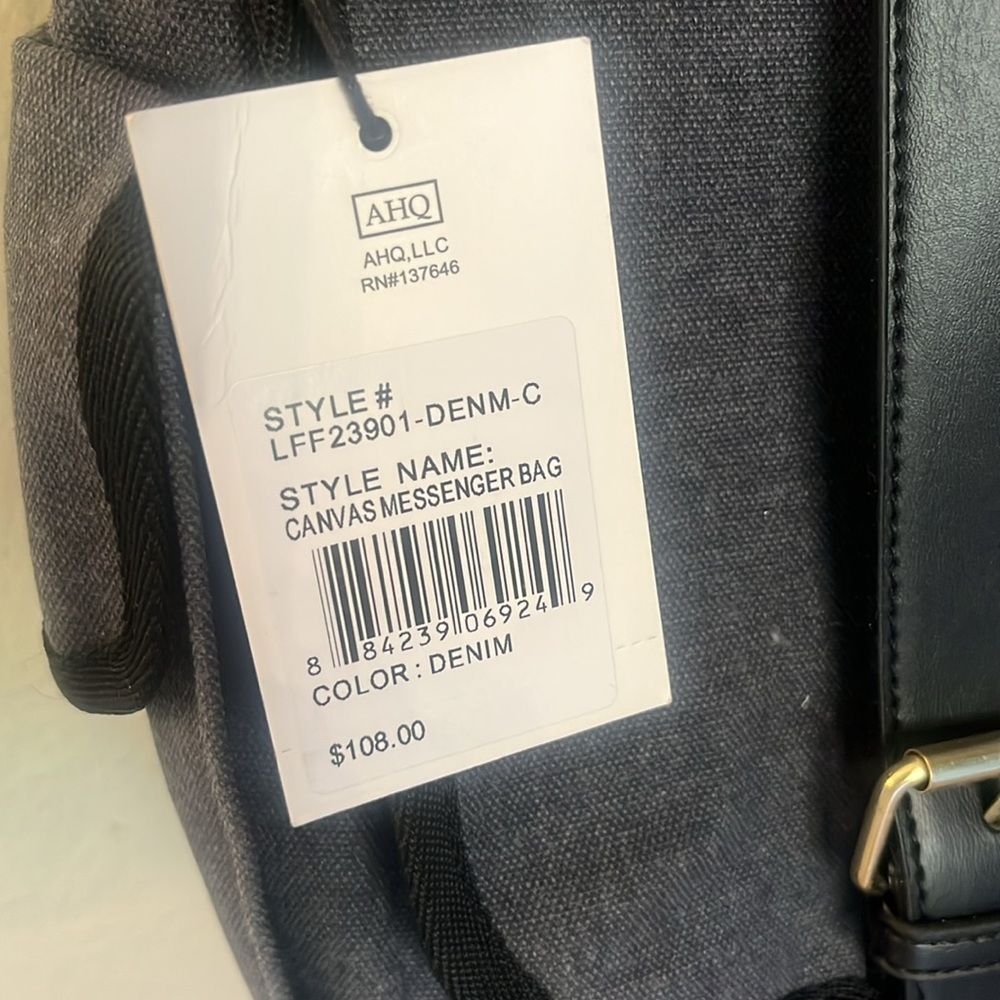 AHQ
AHQ,LLC
RN#137646
STYLE #
LFF23901-DENM-C
STYLE NAME:
CANVAS MESSENGER BAG
8 84239 06924 9
COLOR: DENIM
$108.00